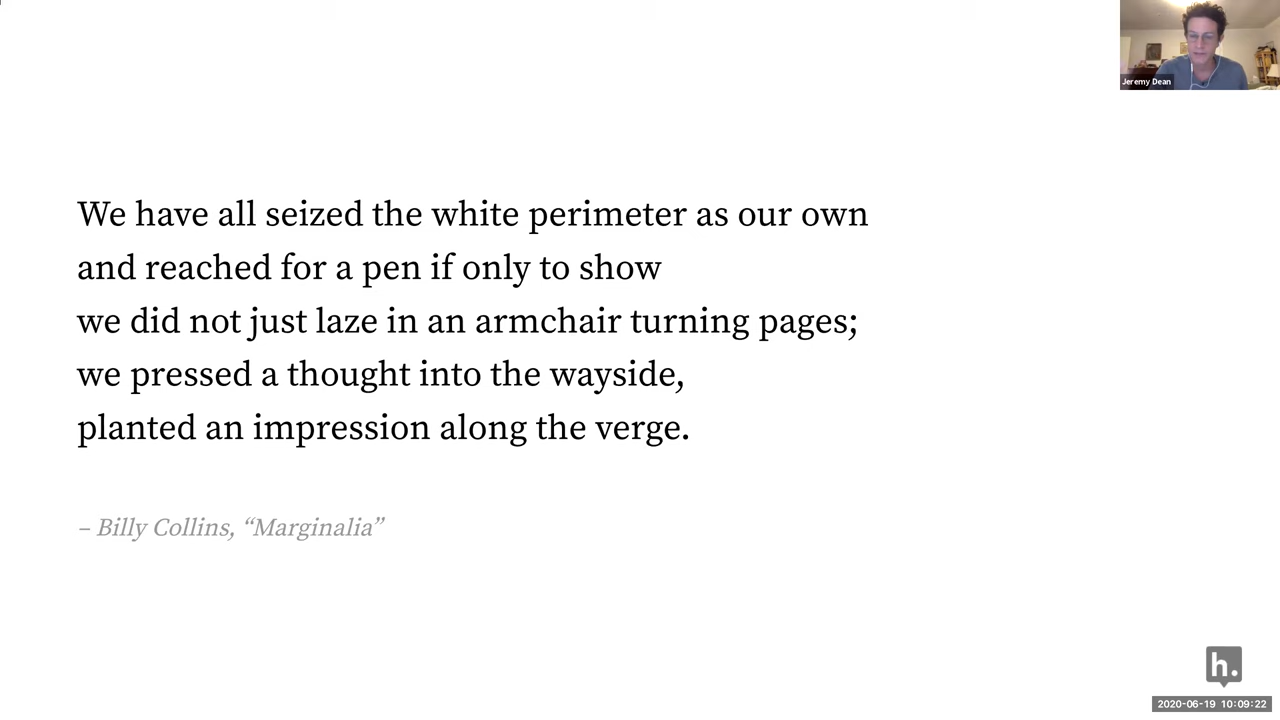 Jeremy Dean
We have all seized the white perimeter as our own
and reached for a pen if only to show
we did not just laze in an armchair turning pages;
we pressed a thought into the wayside,
planted an impression along the verge.
– Billy Collins, “Marginalia”
h.
2020-06-19 10:09:22